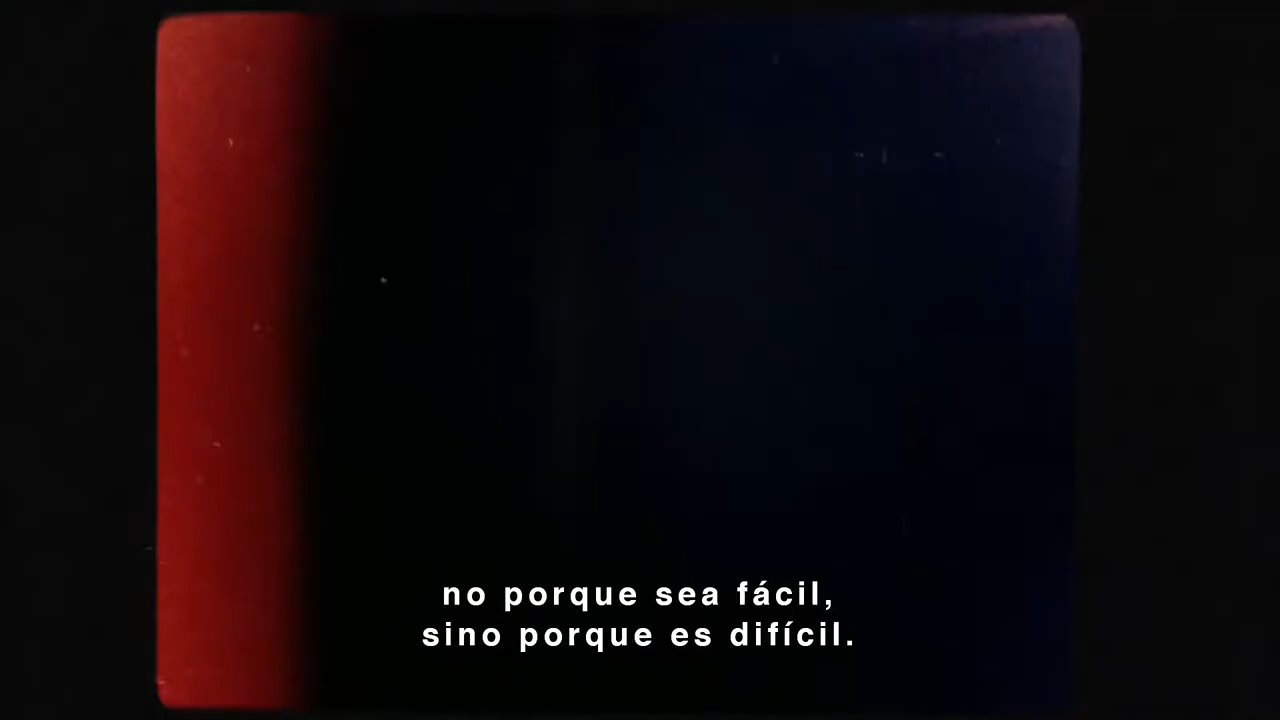 no porque sea fácil,
sino porque es difícil.